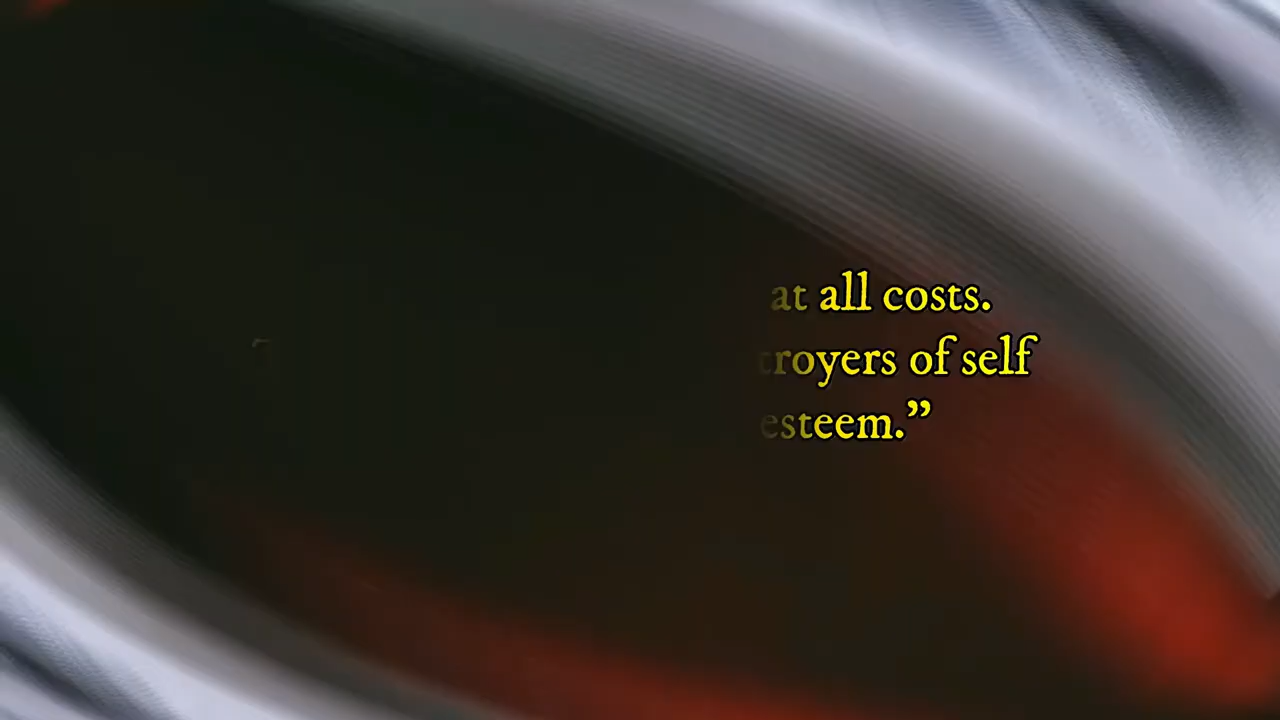 at all costs.
troyers of self
esteem.”